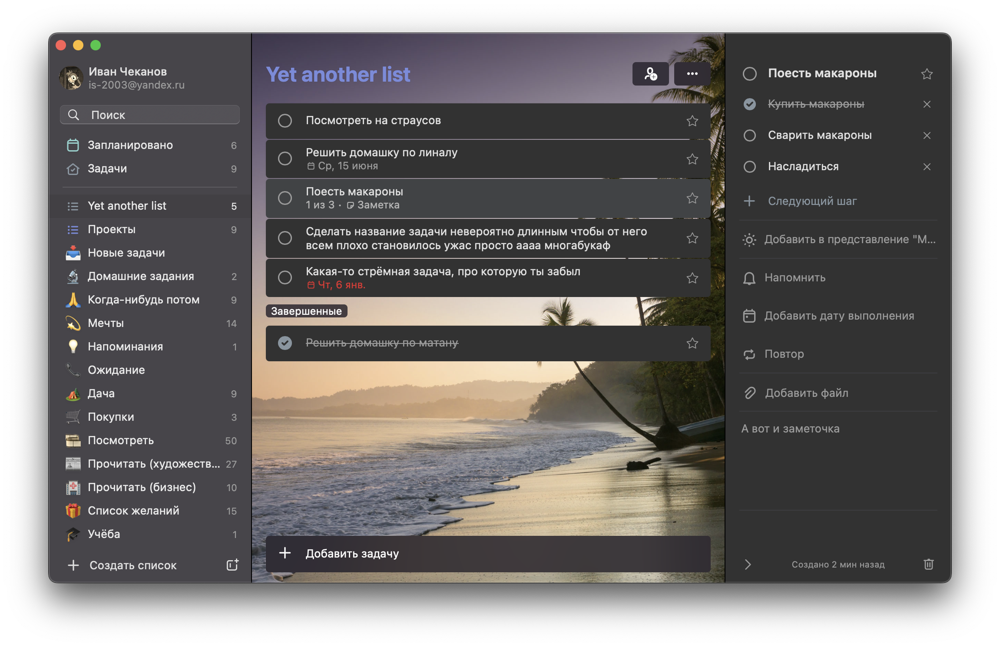 Иван Чеканов
is-2003@yandex.ru
Поиск
Запланировано 6
Задачи 9
Yet another list 5
Проекты 9
Новые задачи
Домашние задания 2
Когда-нибудь потом 9
Мечты 14
Напоминания 1
Ожидание
Дача 9
Покупки 3
Посмотреть 50
Прочитать (художеств... 27
Прочитать (бизнес) 10
Список желаний 15
Учёба 1
Создать список
Yet another list
Посмотреть на страусов
Решить домашку по линалу
Ср, 15 июня
Поесть макароны
1 из 3 · Заметка
Сделать название задачи невероятно длинным чтобы от него
всем плохо становилось ужас просто аааа многабукаф
Какая-то стрёмная задача, про которую ты забыл
Чт, 6 янв.
Завершенные
Решить домашку по матану
Добавить задачу
Поесть макароны
Купить макароны
Сварить макароны
Насладиться
Следующий шаг
Добавить в представление "М...
Напомнить
Добавить дату выполнения
Повтор
Добавить файл
А вот и заметочка
Создано 2 мин назад